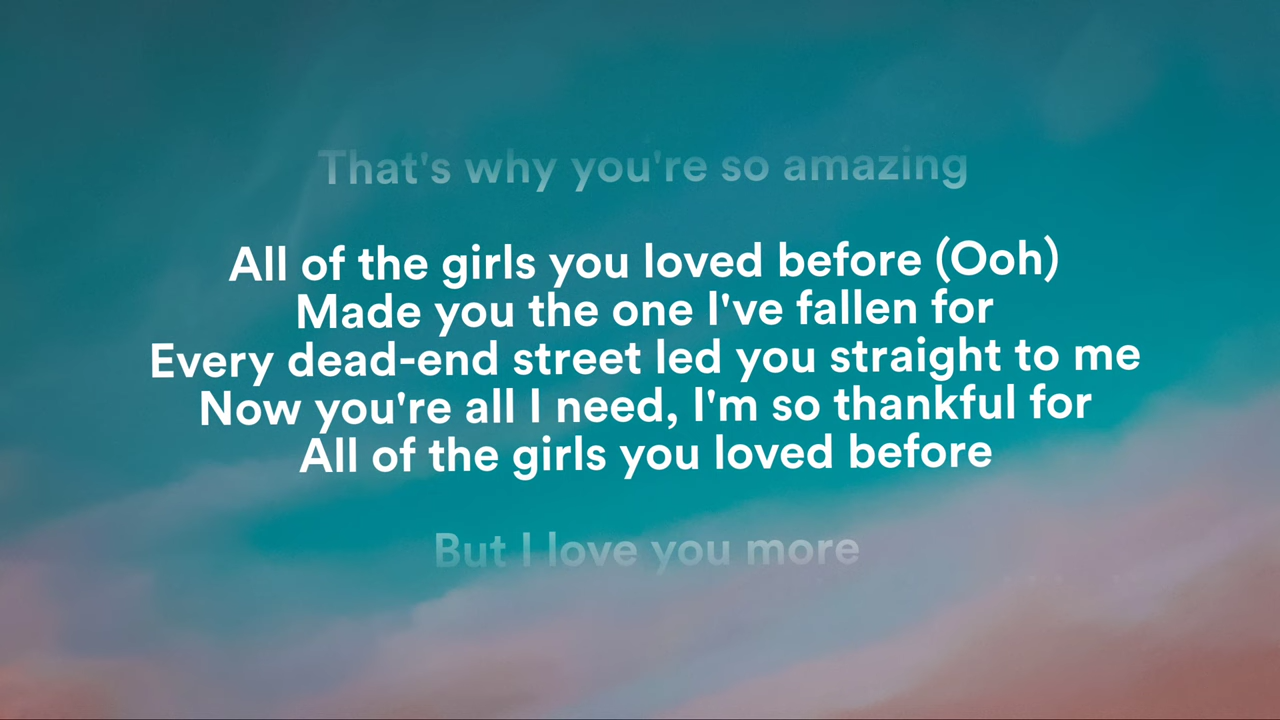 That's why you're so amazing
All of the girls you loved before (Ooh)
Made you the one I've fallen for
Every dead-end street led you straight to me
Now you're all I need, I'm so thankful for
All of the girls you loved before
But I love you more